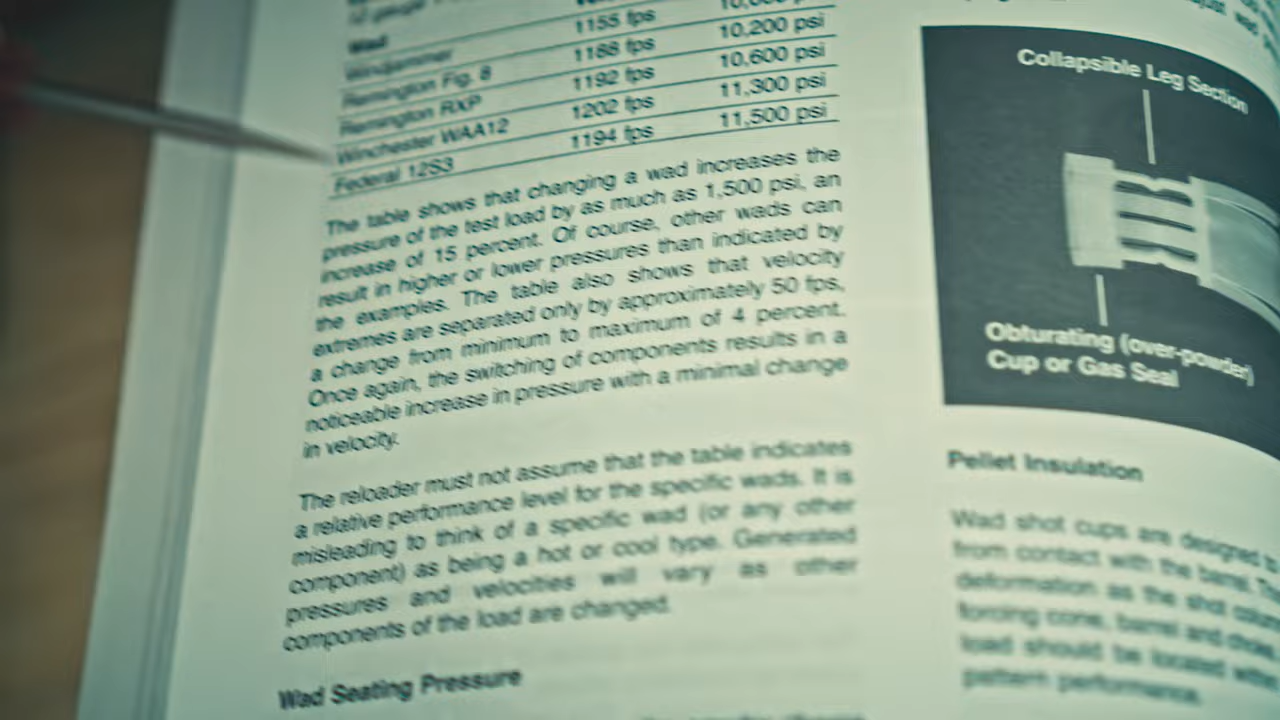 12 gauge
Wad
1155 fps
Windjammer 1188 fps 10,200 psi
Remington Fig. 8 1192 fps 10,600 psi
Remington RXP 1202 fps 11,300 psi
Winchester WAA12 1194 fps 11,500 psi
Federal 12S3
The table shows that changing a wad increases the
pressure of the test load by as much as 1,500 psi, an
increase of 15 percent. Of course, other wads can
result in higher or lower pressures than indicated by
the examples. The table also shows that velocity
extremes are separated only by approximately 50 fps,
a change from minimum to maximum of 4 percent.
Once again, the switching of components results in a
noticeable increase in pressure with a minimal change
in velocity.
The reloader must not assume that the table indicates
a relative performance level for the specific wads. It is
misleading to think of a specific wad (or any other
component) as being a hot or cool type. Generated
pressures and velocities will vary as other
components of the load are changed.
Wad Seating Pressure
Collapsible Leg Section
Obturating (over-powder)
Cup or Gas Seal
Pellet Insulation
Wad shot cups are designed
from contact with the barrel.
deformation as the shot
forcing cone, barrel and choke.
load should be located within
pattern performance.